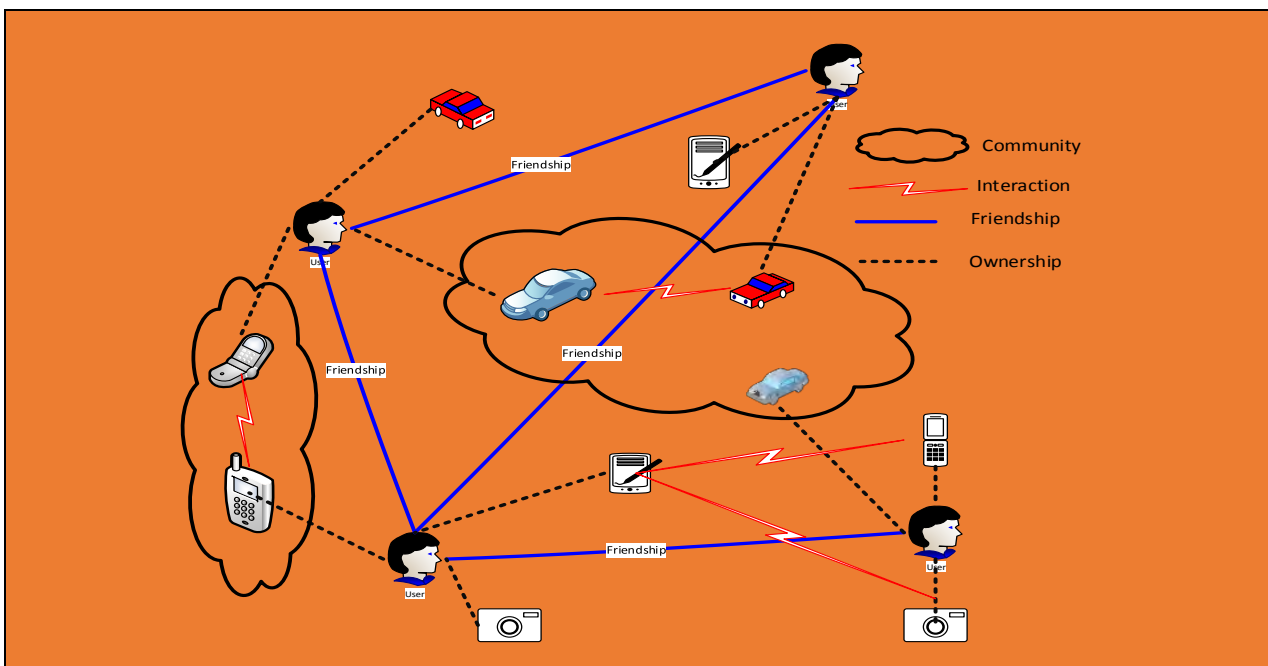 User
Friendship
Community
Interaction
Friendship
Ownership
User
Friendship
Friendship
Friendship
User
User